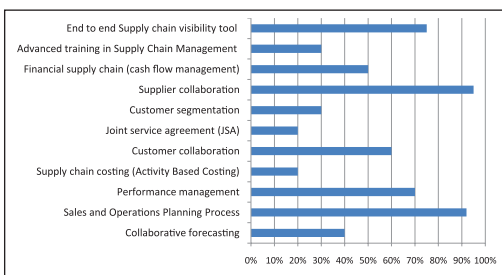 End to end Supply chain visibility tool
Advanced training in Supply Chain Management
Financial supply chain (cash flow management)
Supplier collaboration
Customer segmentation
Joint service agreement (JSA)
Customer collaboration
Supply chain costing (Activity Based Costing)
Performance management
Sales and Operations Planning Process
Collaborative forecasting
0% 10% 20% 30% 40% 50% 60% 70% 80% 90% 100%